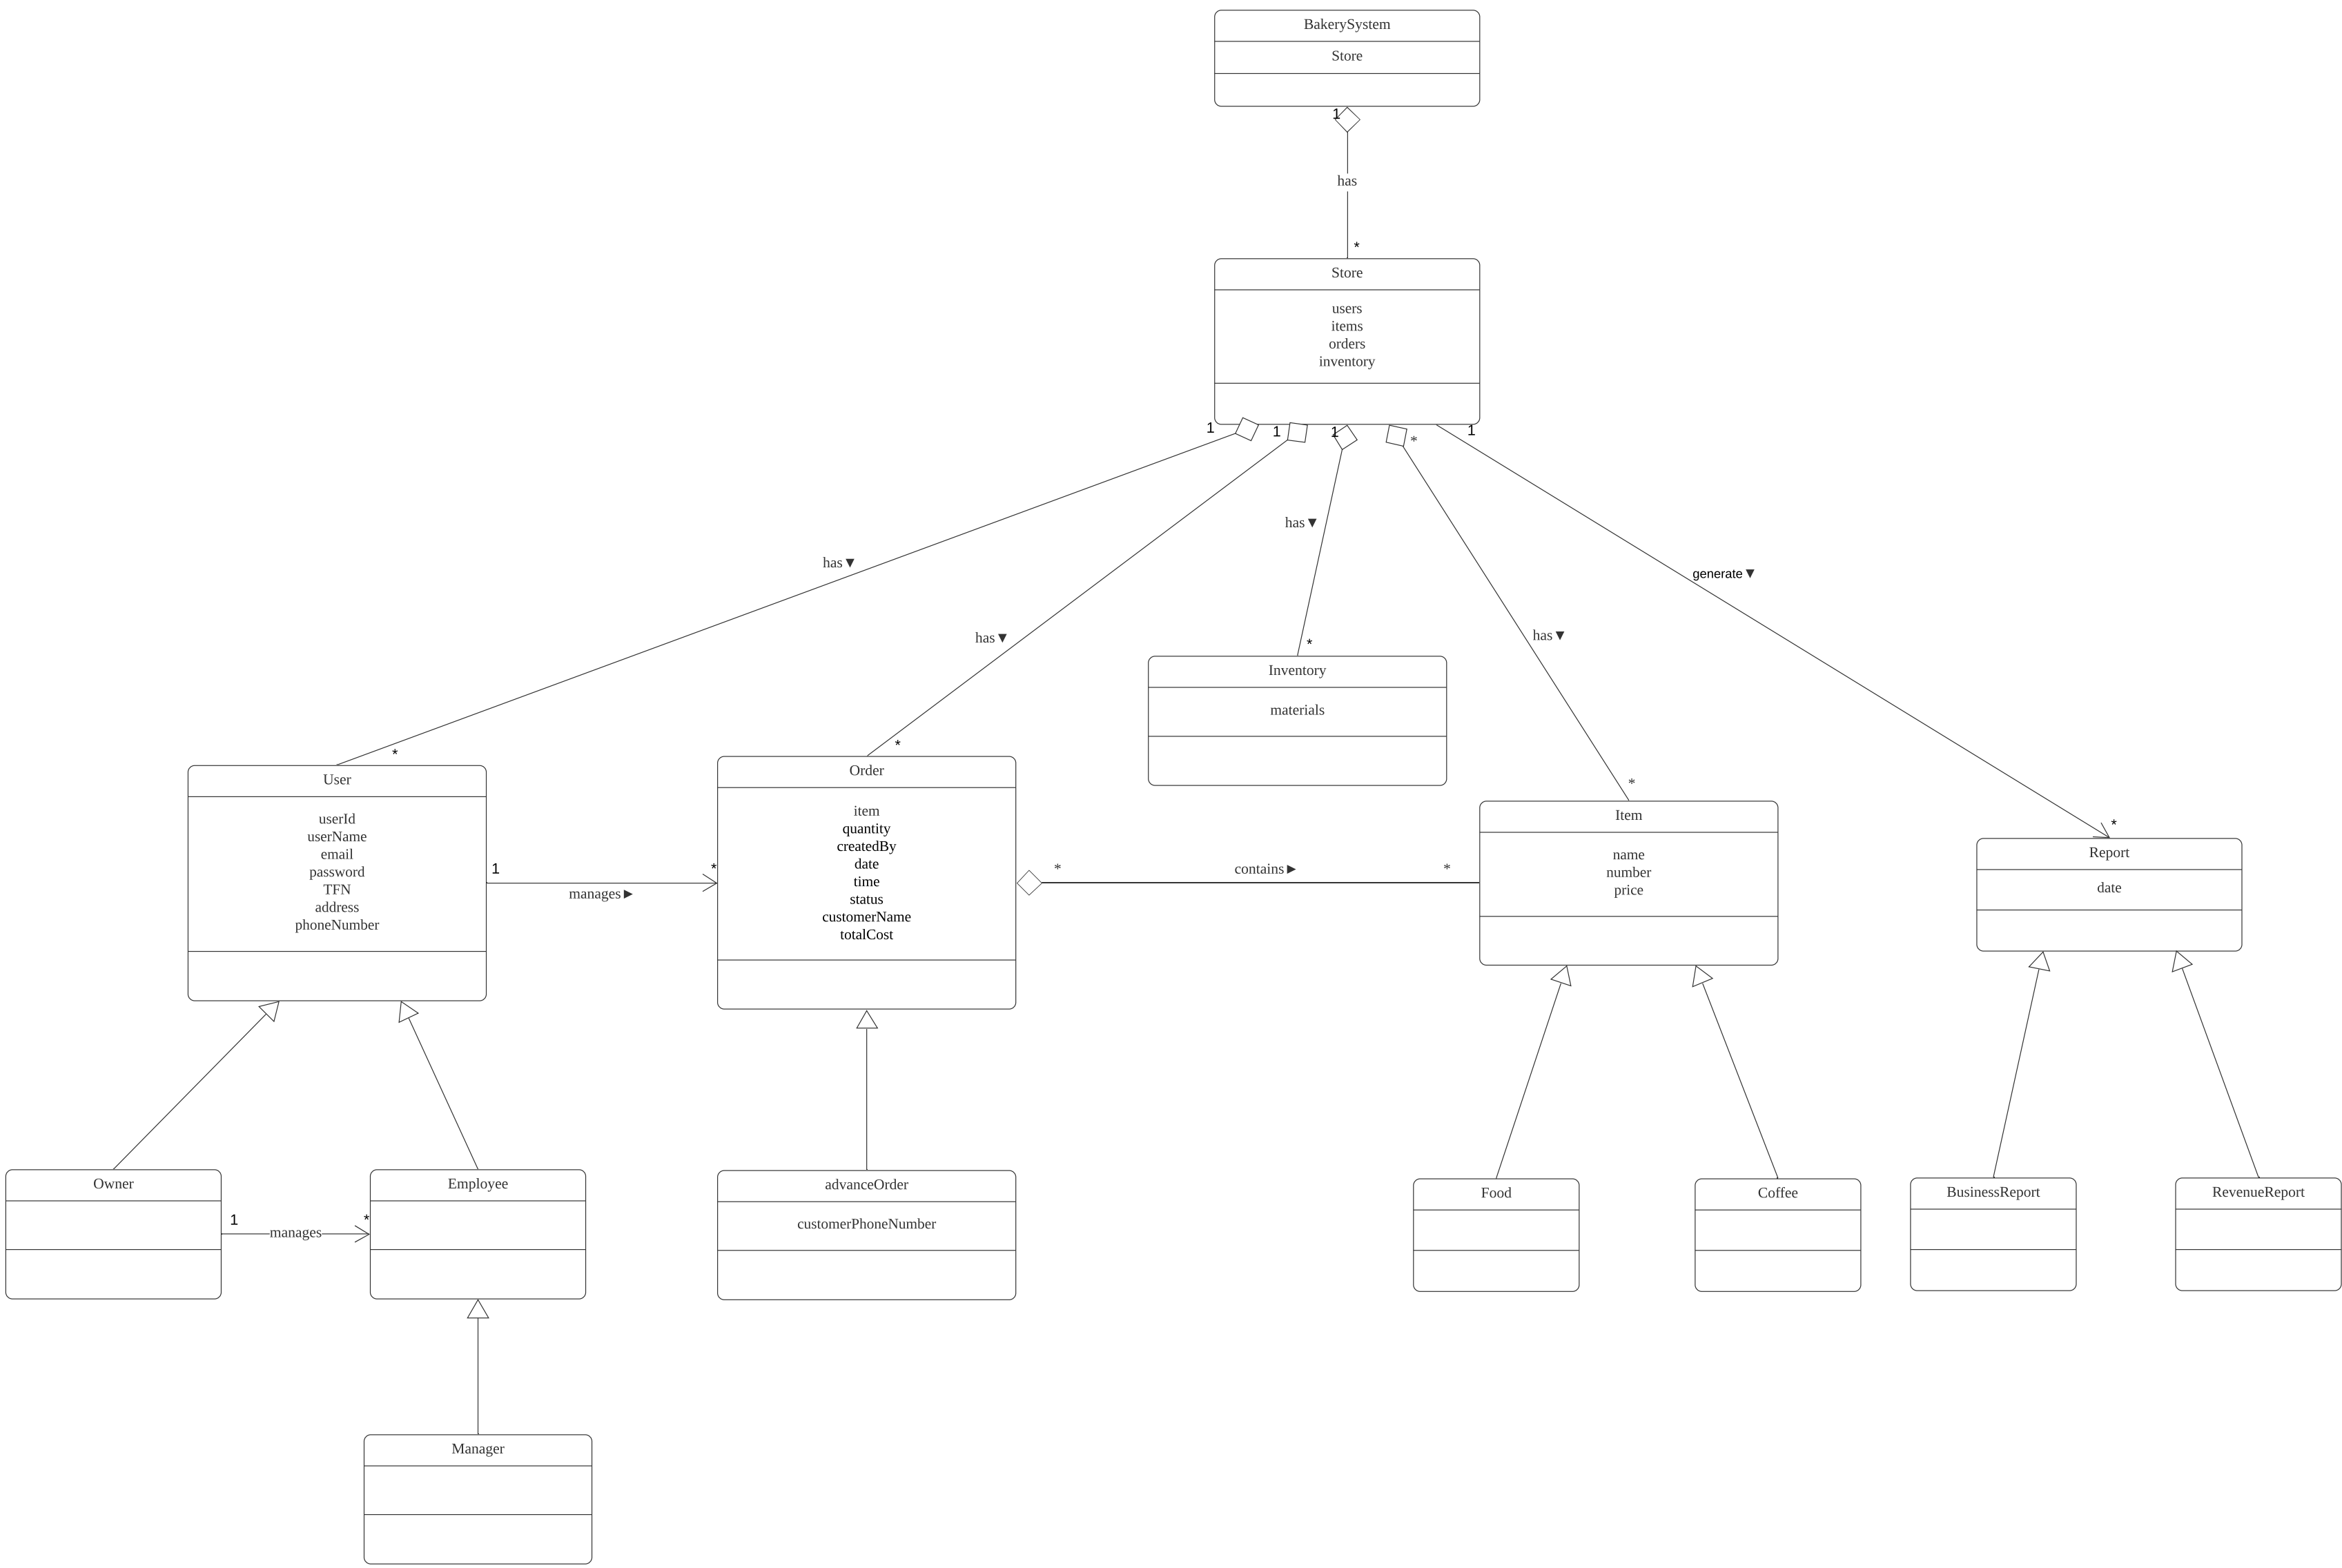 BakerySystem
Store
1
has
*
Store
users
items
orders
inventory
1
1
1
*
1
has▼
has▼
has▼
has▼
generate▼
*
*
*
*
*
Inventory
materials
User
userId
userName
email
password
TFN
address
phoneNumber
1
manages▶
*
Order
item
quantity
createdBy
date
time
status
customerName
totalCost
*
contains▶
*
Item
name
number
price
Report
date
Owner
1
manages
*
Employee
advanceOrder
customerPhoneNumber
Food
Coffee
BusinessReport
RevenueReport
Manager